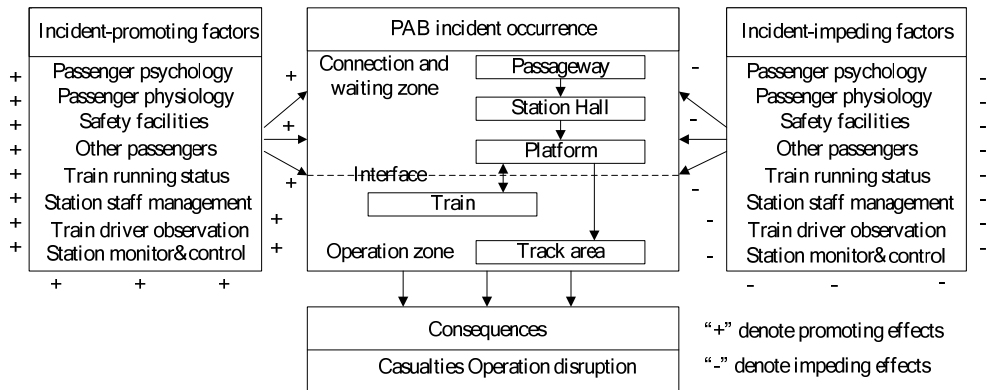 Incident-promoting factors
Passenger psychology
Passenger physiology
Safety facilities
Other passengers
Train running status
Station staff management
Train driver observation
Station monitor&control
+
+
+
+
+
+
+
+
+ + +
+
+
+
+
+
PAB incident occurrence
Connection and
waiting zone
Passageway
Station Hall
Platform
Interface
Train
Operation zone
Track area
Consequences
Casualties Operation disruption
-
-
-
-
-
Incident-impeding factors
Passenger psychology
Passenger physiology
Safety facilities
Other passengers
Train running status
Station staff management
Train driver observation
Station monitor&control
-
-
-
-
-
-
-
-
- - -
“+” denote promoting effects
“-” denote impeding effects